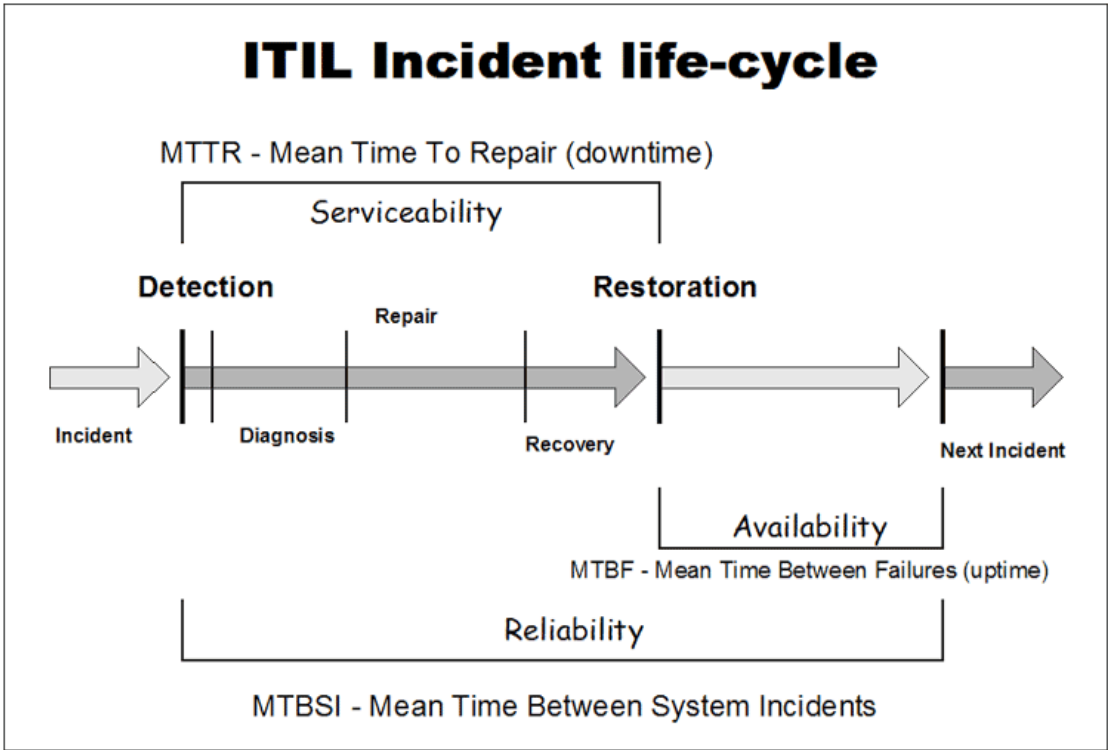 ITIL Incident life-cycle
MTTR - Mean Time To Repair (downtime)
Serviceability
Detection
Restoration
Repair
Incident
Diagnosis
Recovery
Next Incident
Availability
MTBF - Mean Time Between Failures (uptime)
Reliability
MTBSI - Mean Time Between System Incidents